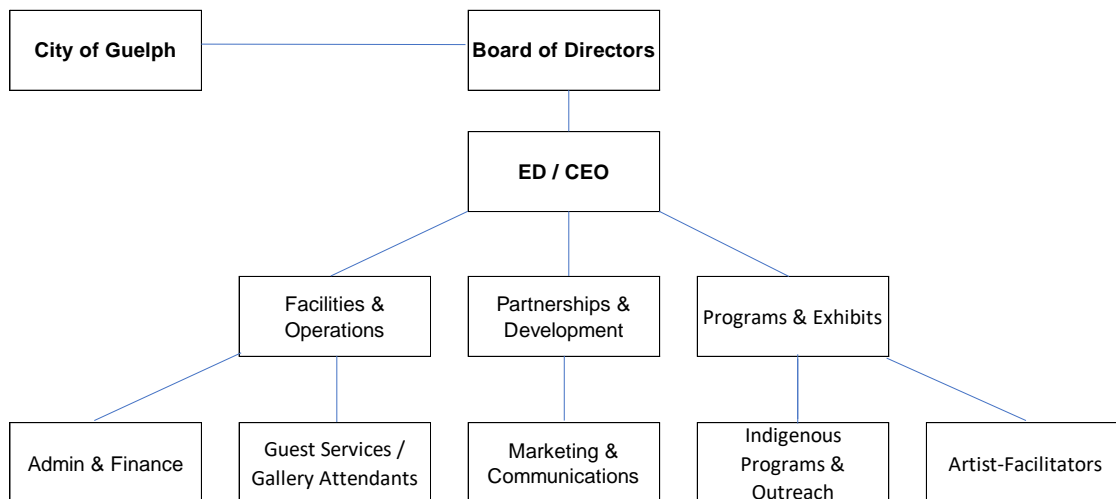 City of Guelph
Board of Directors
ED / CEO
Facilities &
Operations
Partnerships &
Development
Programs & Exhibits
Admin & Finance
Guest Services /
Gallery Attendants
Marketing &
Communications
Indigenous
Programs &
Outreach
Artist-Facilitators